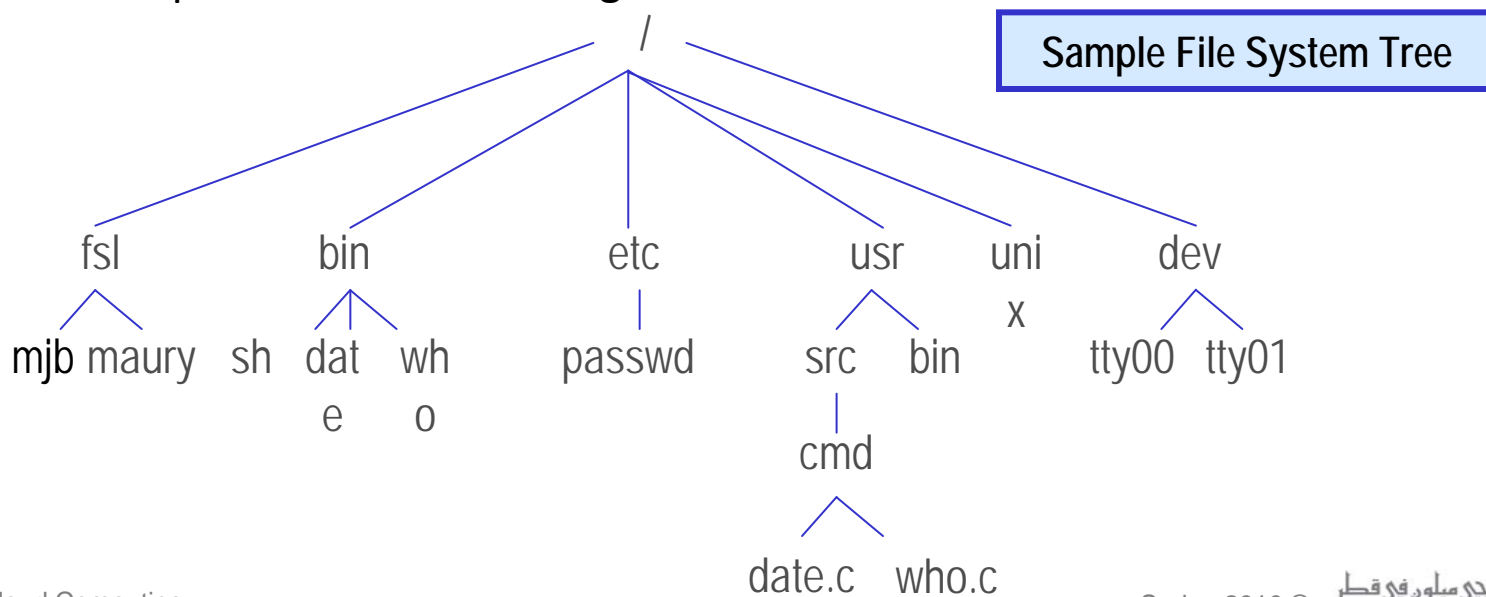 /
Sample File System Tree
fsl bin etc usr uni dev
x
mjb maury sh dat wh passwd src bin tty00 tty01
e o
cmd
date.c who.c